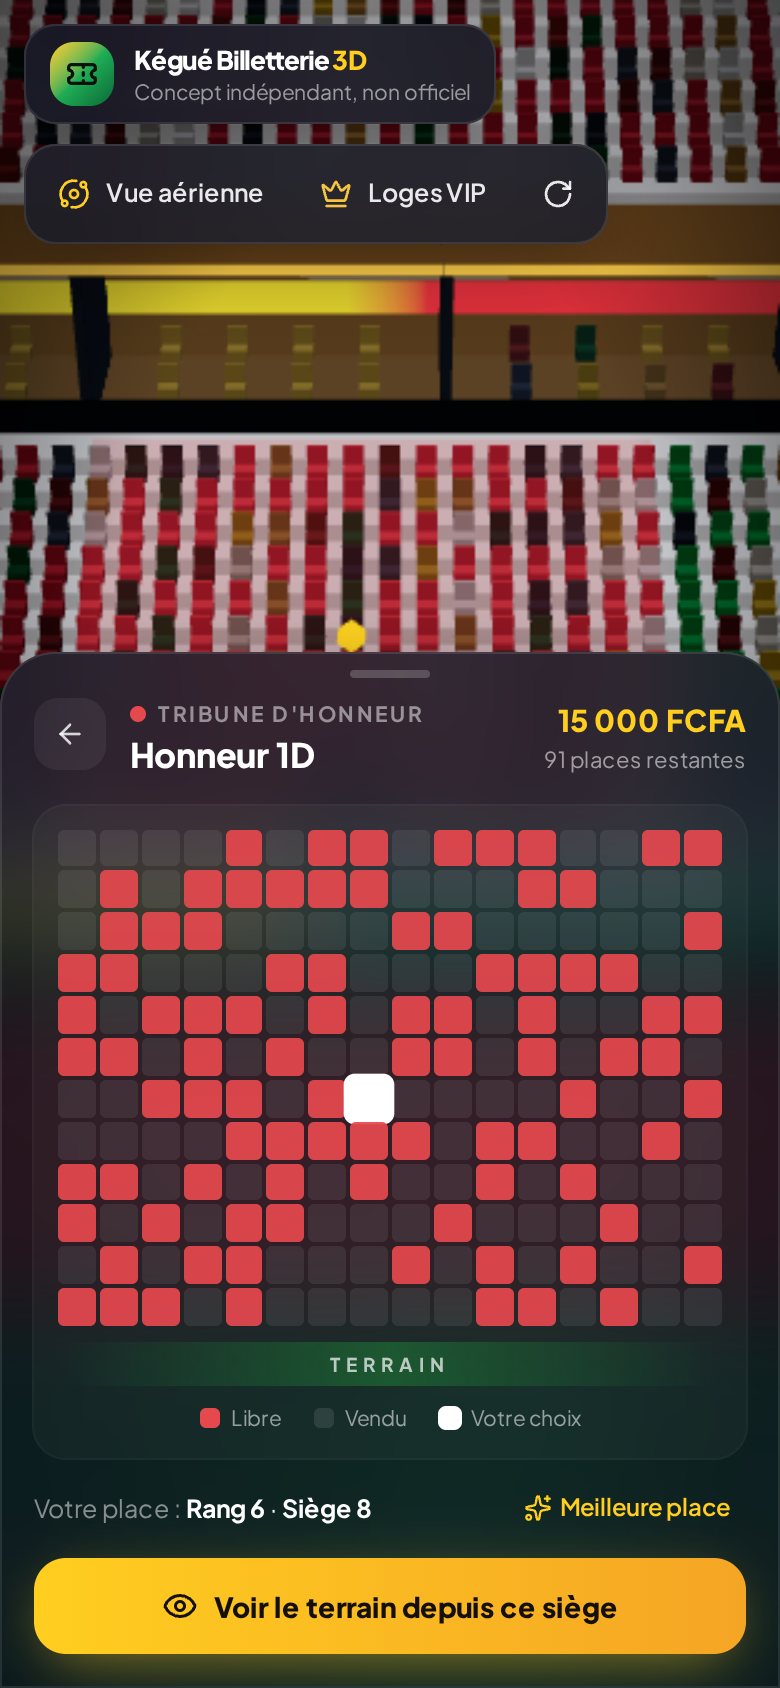 Kégué Billetterie 3D
Concept indépendant, non officiel
Vue aérienne
Loges VIP
TRIBUNE D'HONNEUR
15 000 FCFA
Honneur 1D
91 places restantes
TERRAIN
Libre
Vendu
Votre choix
Votre place : Rang 6 · Siège 8
Meilleure place
Voir le terrain depuis ce siège